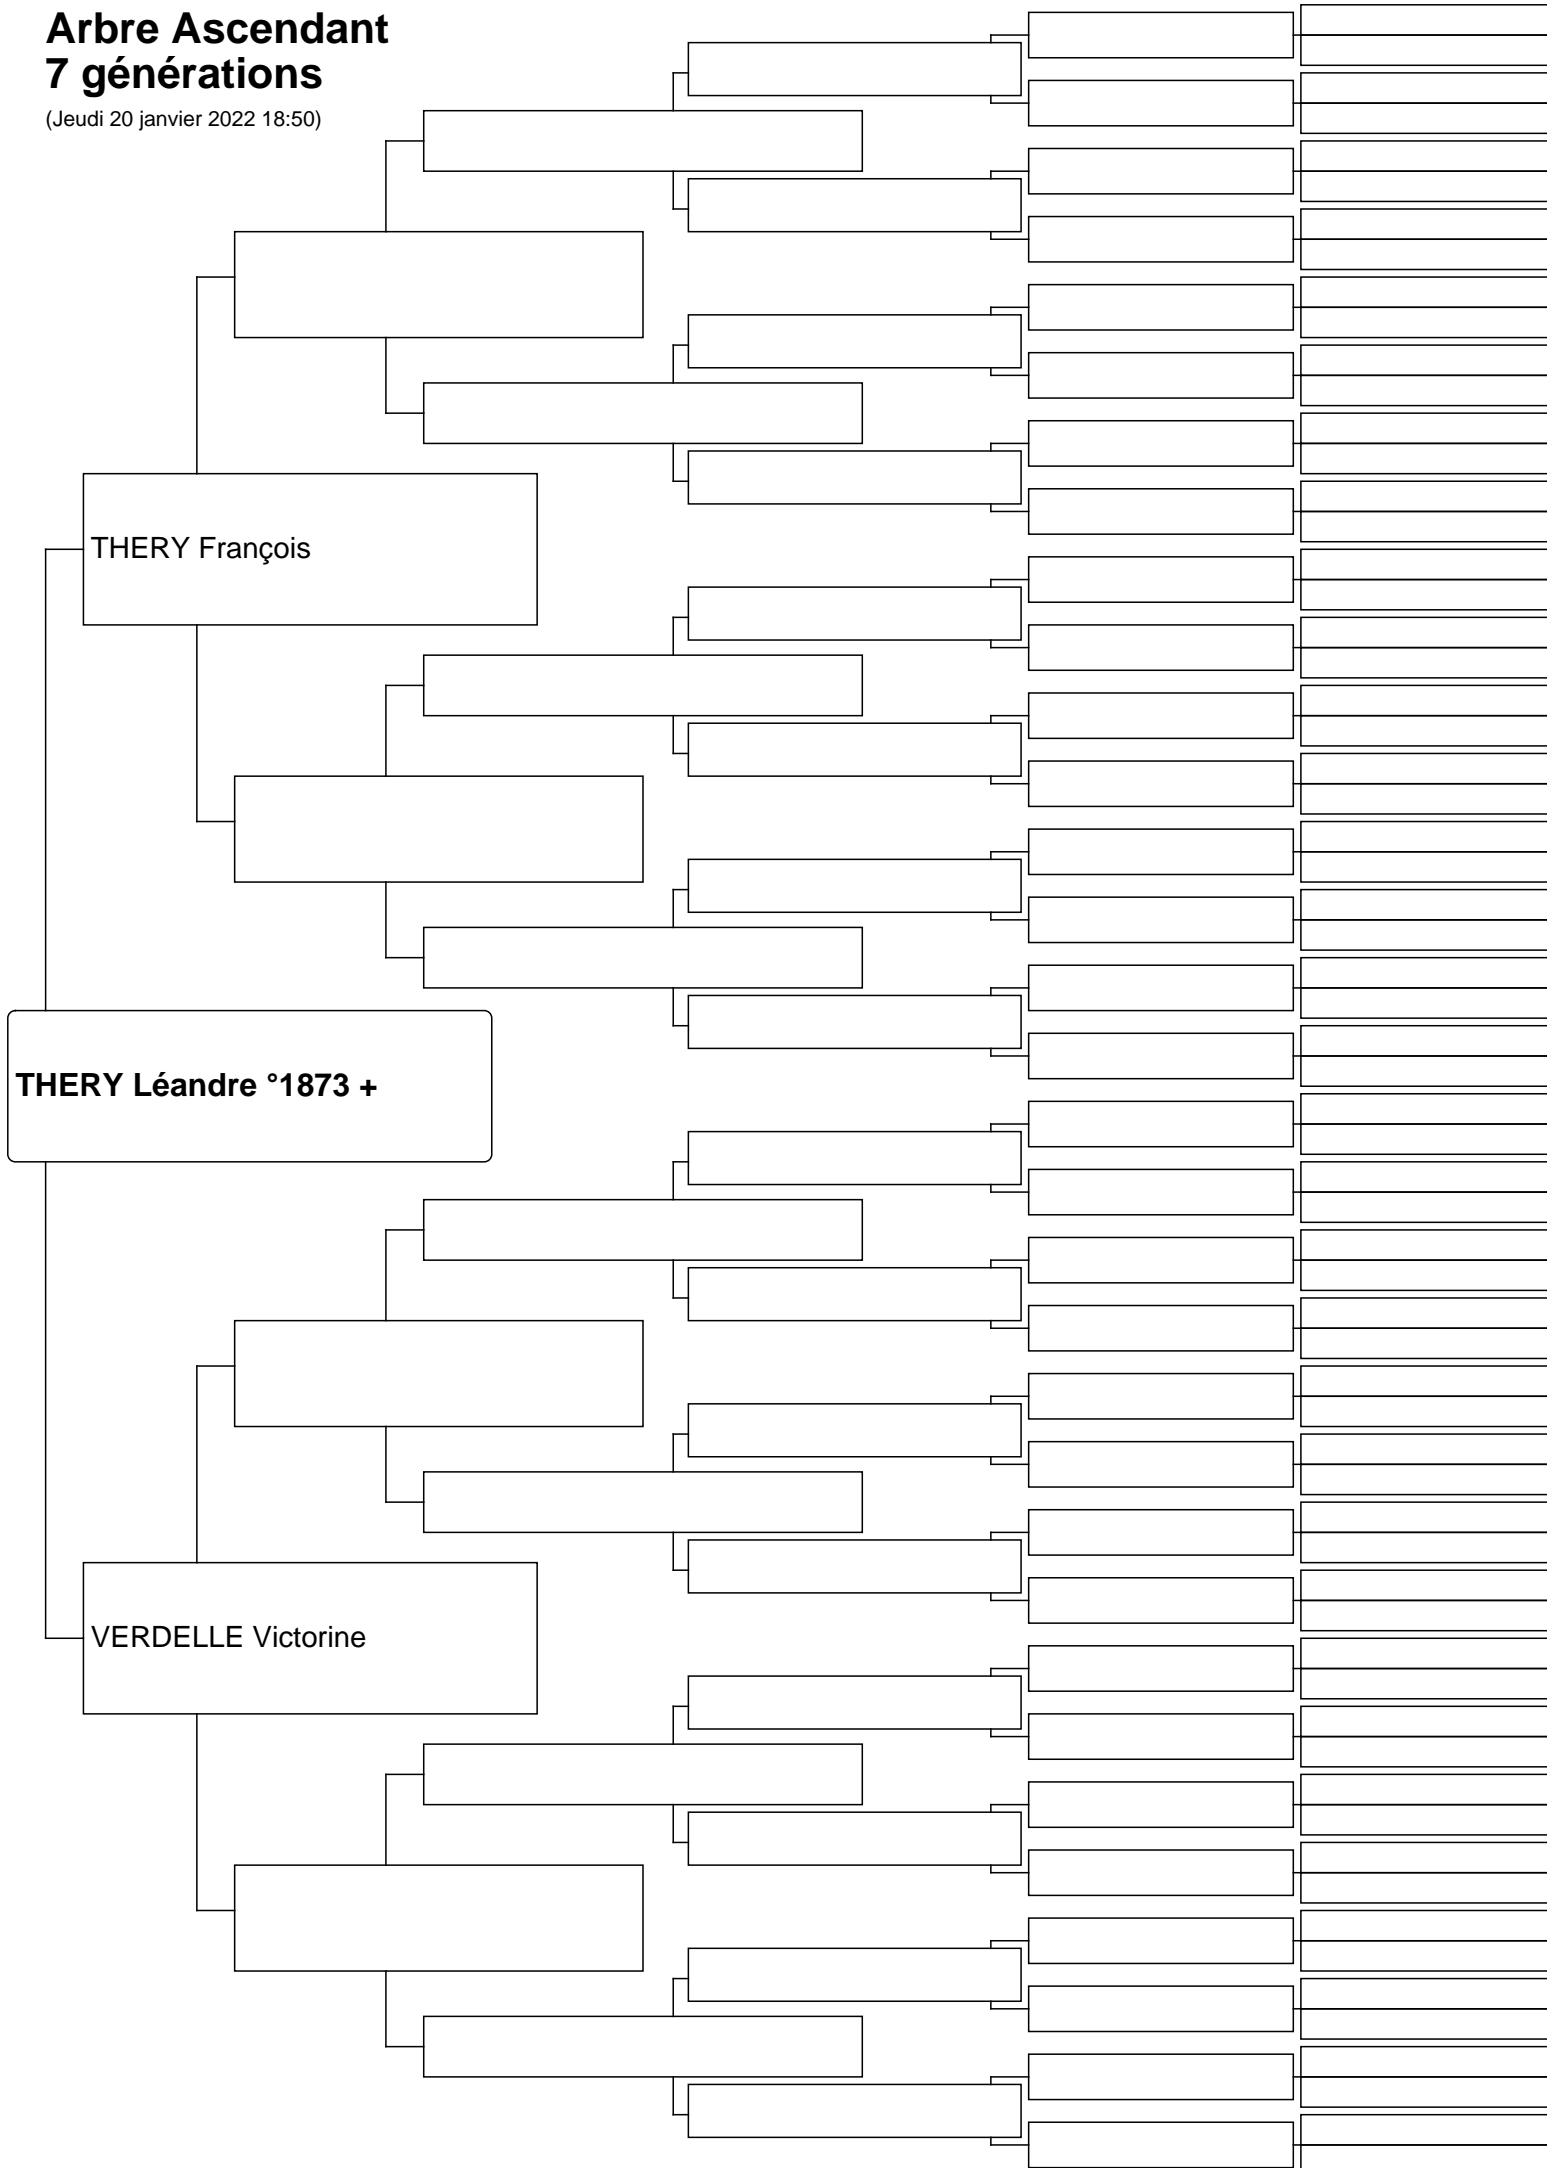 Arbre Ascendant
7 générations
(Jeudi 20 janvier 2022 18:50)
THERY François
THERY Léandre °1873 +
VERDELLE Victorine